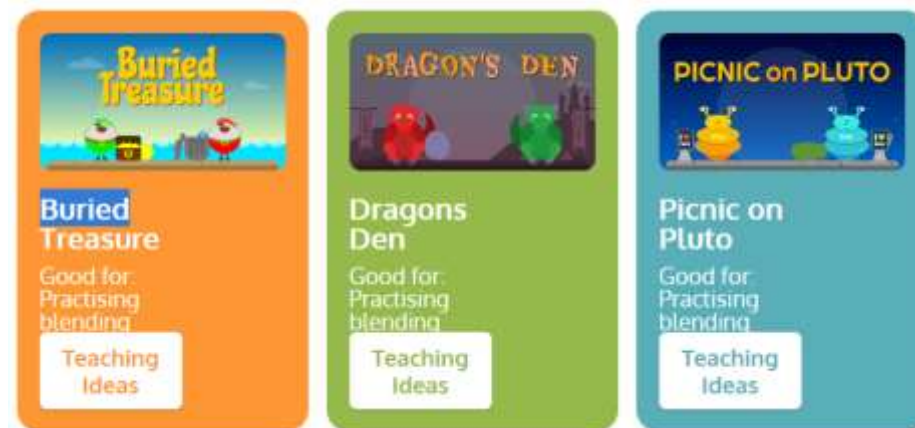 Buried
Treasure
Buried
Treasure
Good for:
Practising
blending
Teaching
Ideas
DRAGON'S DEN
Dragons
Den
Good for:
Practising
blending
Teaching
Ideas
PICNIC on PLUTO
Picnic on
Pluto
Good for:
Practising
blending
Teaching
Ideas